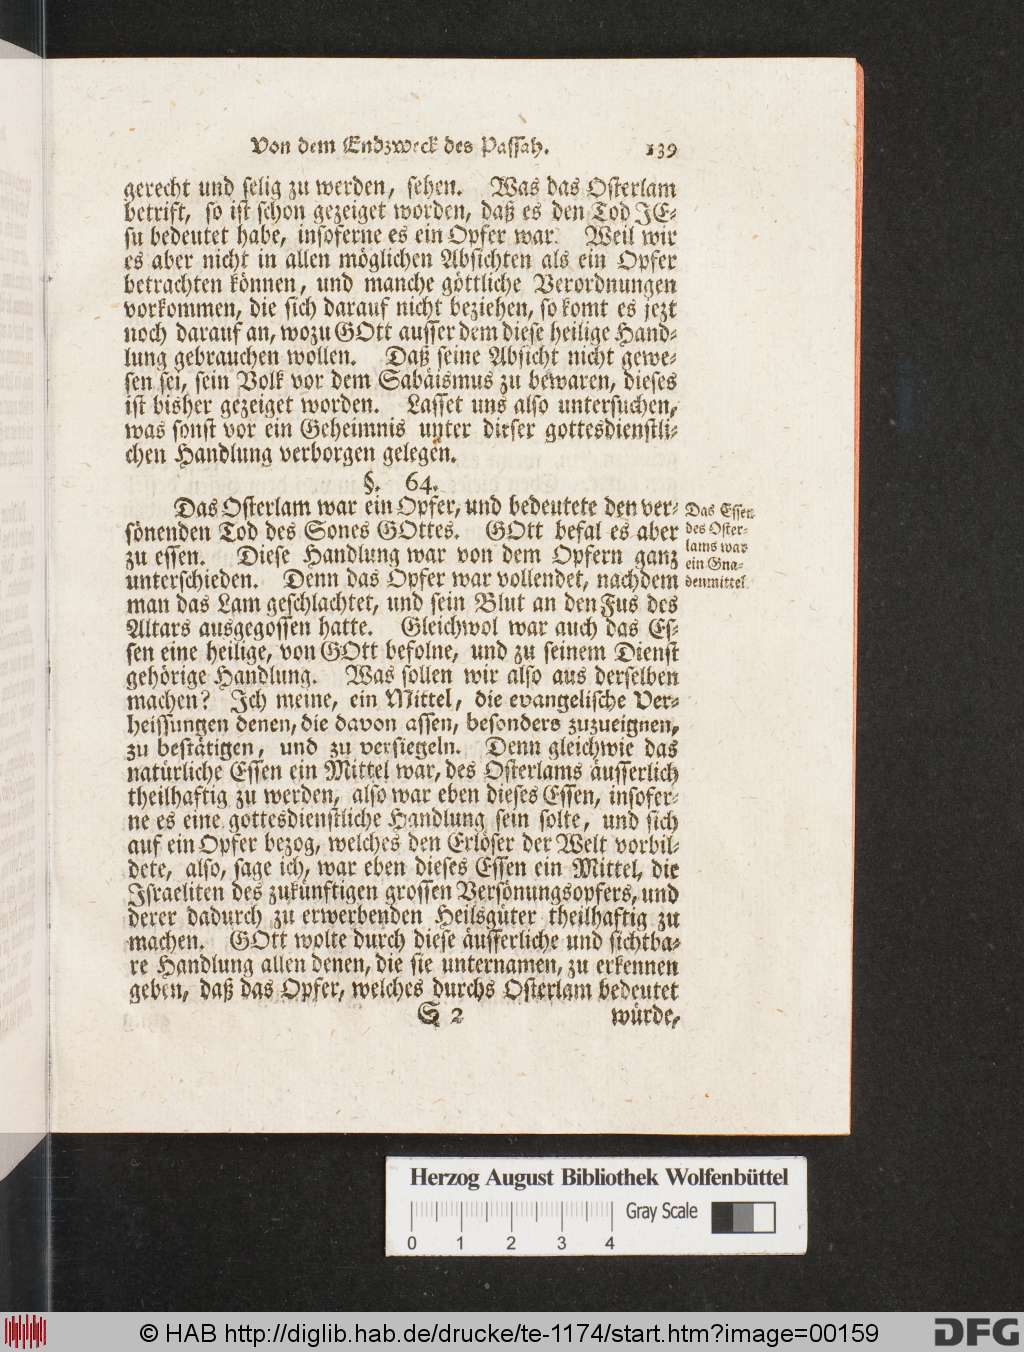 Von dem Endzweck des Passah. 139
gerecht und selig zu werden, sehen. Was das Osterlam
betrift, so ist schon gezeiget worden, daß es den Tod JE-
su bedeutet habe, insoferne es ein Opfer war. Weil wir
es aber nicht in allen möglichen Absichten als ein Opfer
betrachten können, und manche göttliche Verordnungen
vorkommen, die sich darauf nicht beziehen, so komt es jezt
noch darauf an, wozu GOtt ausser dem diese heilige Hand-
lung gebrauchen wollen. Daß seine Absicht nicht gewe-
sen sei, sein Volk vor dem Sabäismus zu bewaren, dieses
ist bisher gezeiget worden. Lasset uns also untersuchen,
was sonst vor ein Geheimnis unter dieser gottesdienstli-
chen Handlung verborgen gelegen.
§. 64.
Das Osterlam war ein Opfer, und bedeutete den ver-
sönenden Tod des Sones GOttes. GOtt befal es aber
zu essen. Diese Handlung war von dem Opfern ganz
unterschieden. Denn das Opfer war vollendet, nachdem
man das Lam geschlachtet, und sein Blut an den Fus des
Altars ausgegossen hatte. Gleichwol war auch das Es-
sen eine heilige, von GOtt befolne, und zu seinem Dienst
gehörige Handlung. Was sollen wir also aus derselben
machen? Ich meine, ein Mittel, die evangelische Ver-
heissungen denen, die davon assen, besonders zuzueignen,
zu bestätigen, und zu versiegeln. Denn gleichwie das
natürliche Essen ein Mittel war, des Osterlams äusserlich
theilhaftig zu werden, also war eben dieses Essen, insofer-
ne es eine gottesdienstliche Handlung sein solte, und sich
auf ein Opfer bezog, welches den Erlöser der Welt vorbil-
dete, also, sage ich, war eben dieses Essen ein Mittel, die
Israeliten des zukünftigen grossen Versönungsopfers, und
derer dadurch zu erwerbenden Heilsgüter theilhaftig zu
machen. GOtt wolte durch diese äusserliche und sichtba-
re Handlung allen denen, die sie unternamen, zu erkennen
geben, daß das Opfer, welches durchs Osterlam bedeutet
S 2 würde,
Das Essen
des Oster-
lams war
ein Gna-
denmittel.
Herzog August Bibliothek Wolfenbüttel
Gray Scale
0 1 2 3 4
© HAB http://diglib.hab.de/drucke/te-1174/start.htm?image=00159
DFG